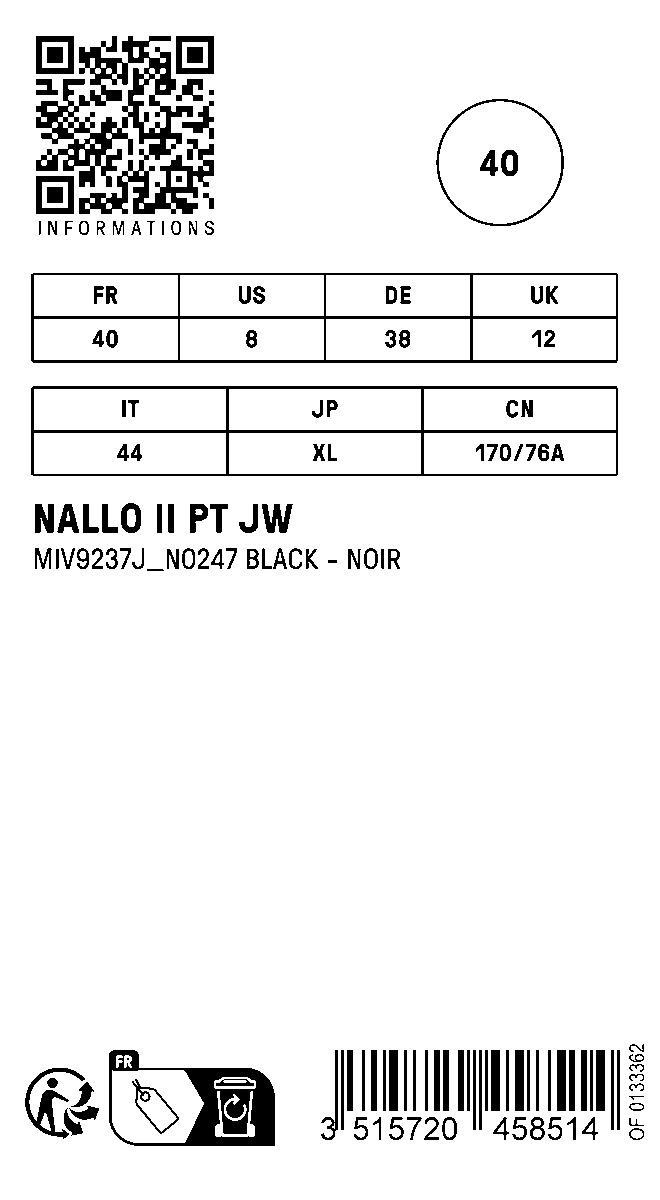 INFORMATIONS
40
FR US DE UK
40 8 38 12
IT JP CN
44 XL 170/76A
NALLO II PT JW
MIV9237J_N0247 BLACK - NOIR
FR
3 515720 458514
OF 0133362